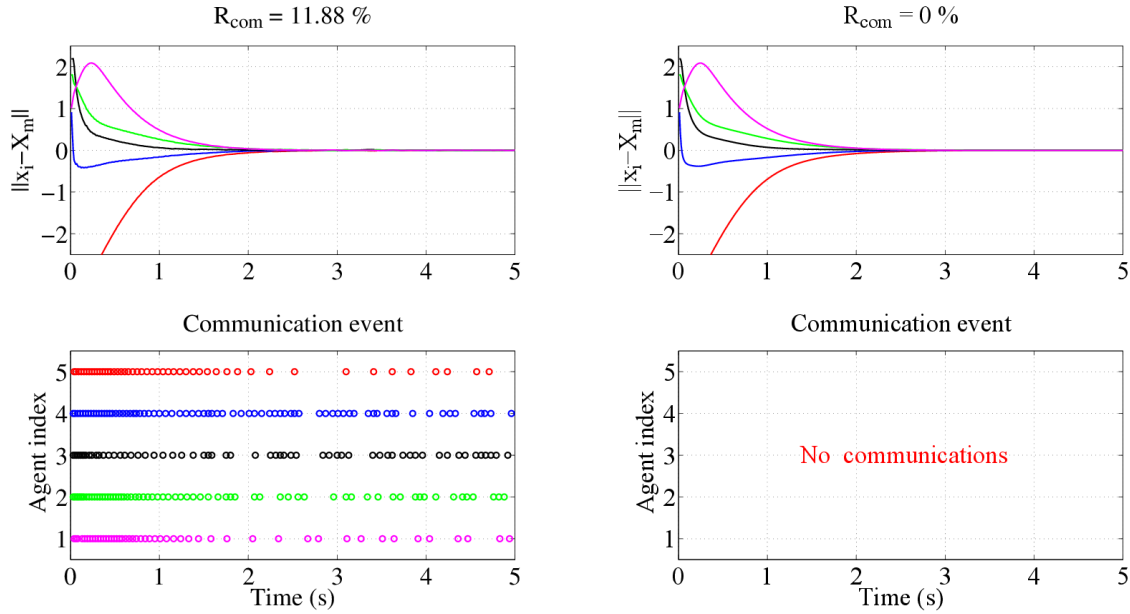 R_com = 11.88 %
||x_i−X_m||
2
1
0
−1
−2
0 1 2 3 4 5
Communication event
Agent index
5
4
3
2
1
0 1 2 3 4 5
Time (s)
R_com = 0 %
||x_i−X_m||
2
1
0
−1
−2
0 1 2 3 4 5
Communication event
Agent index
5
4
3
2
1
No communications
0 1 2 3 4 5
Time (s)